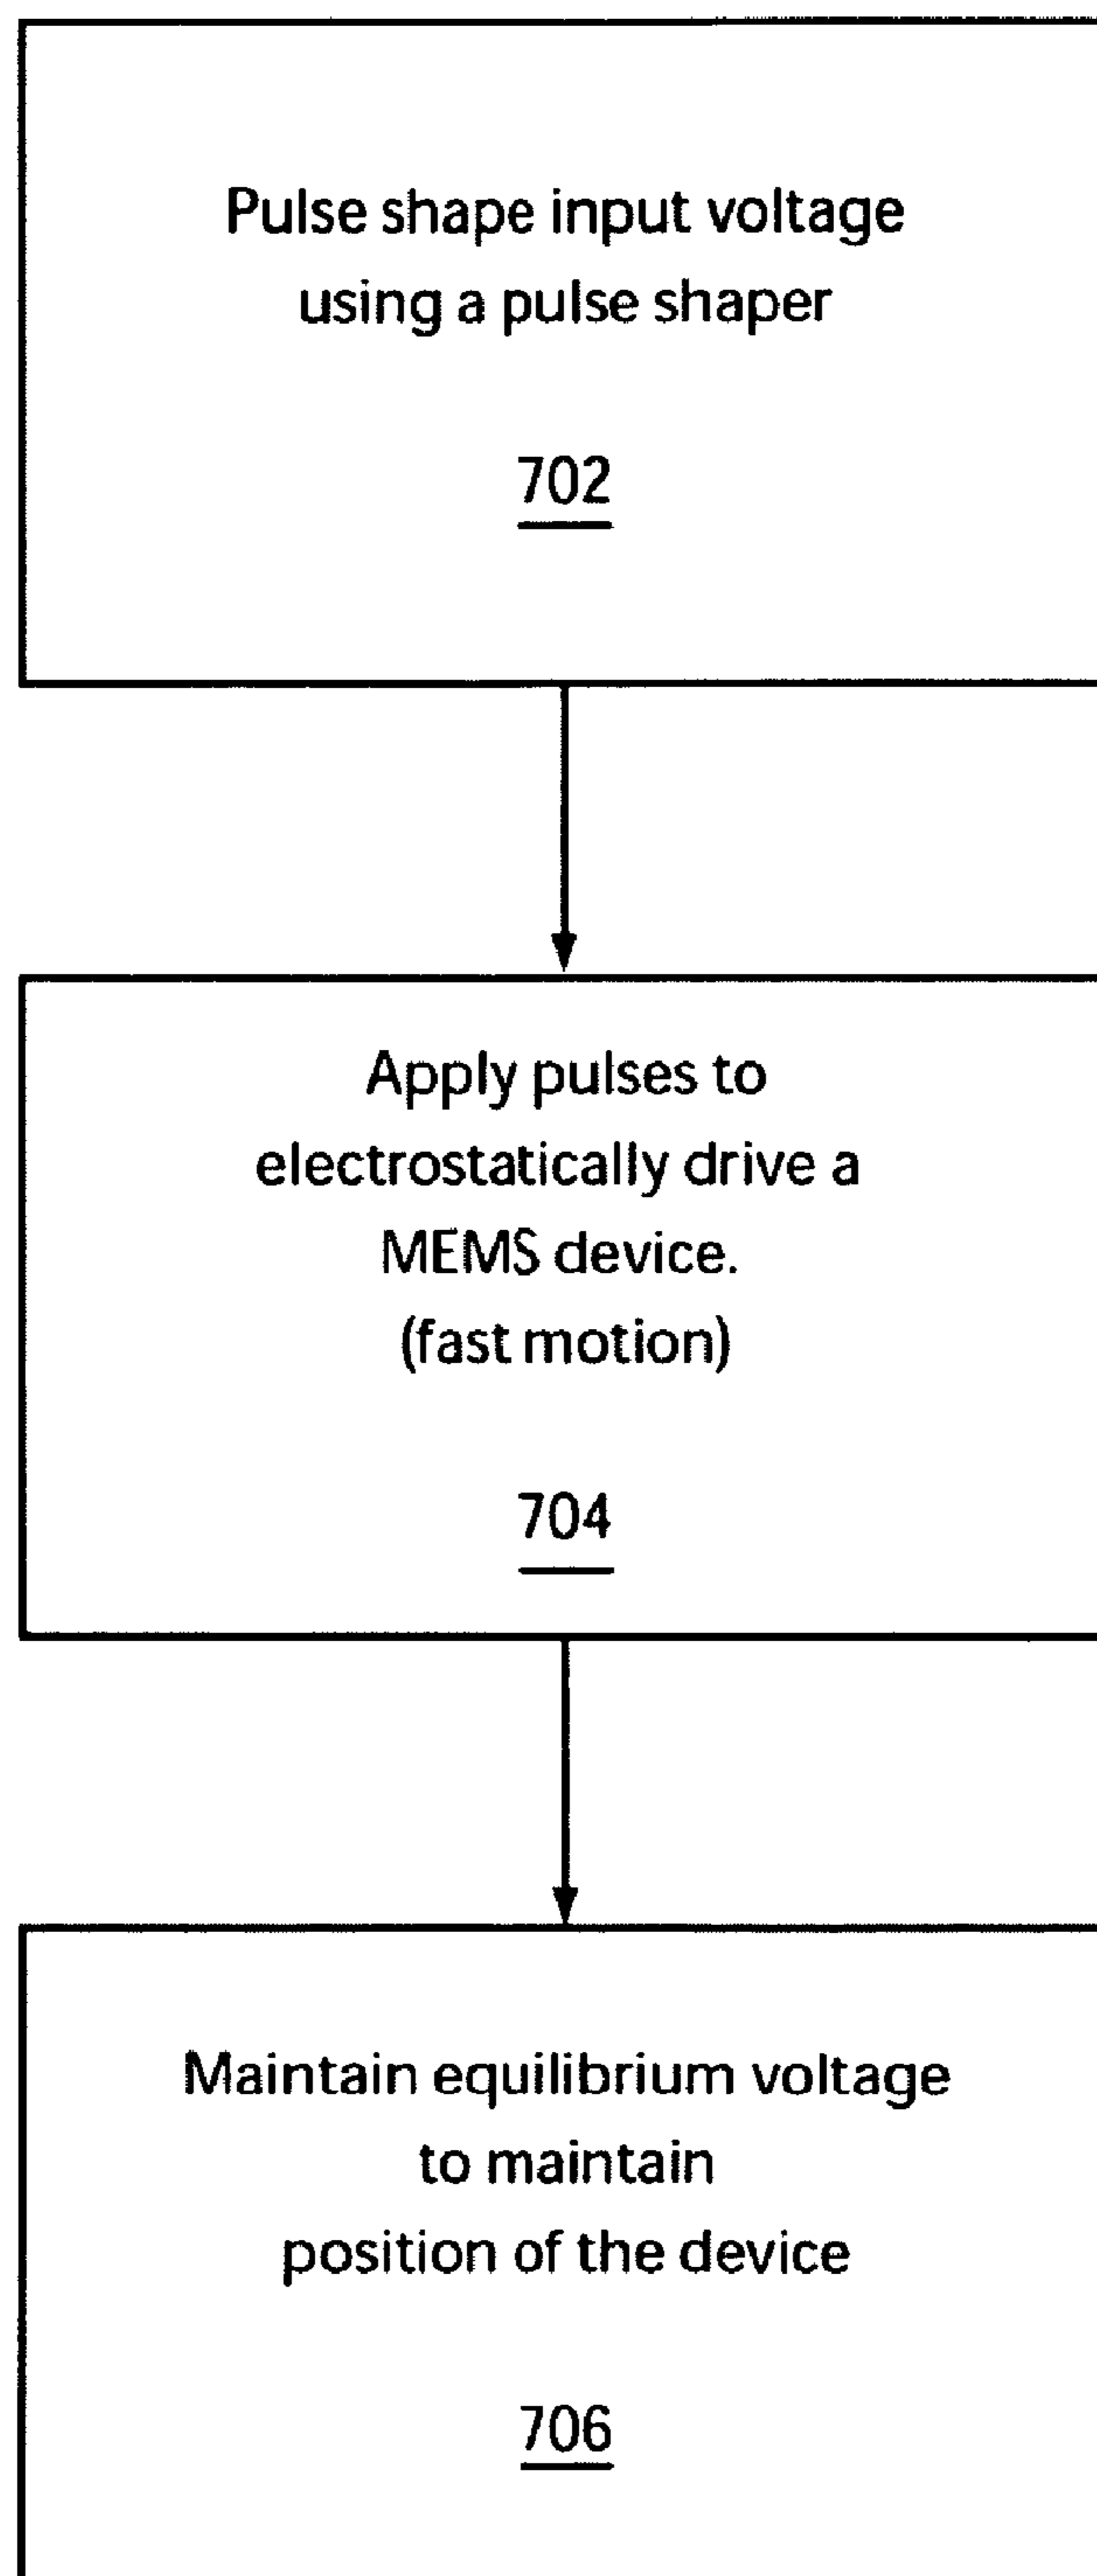 Pulse shape input voltage
using a pulse shaper
702
Apply pulses to
electrostatically drive a
MEMS device.
(fast motion)
704
Maintain equilibrium voltage
to maintain
position of the device
706